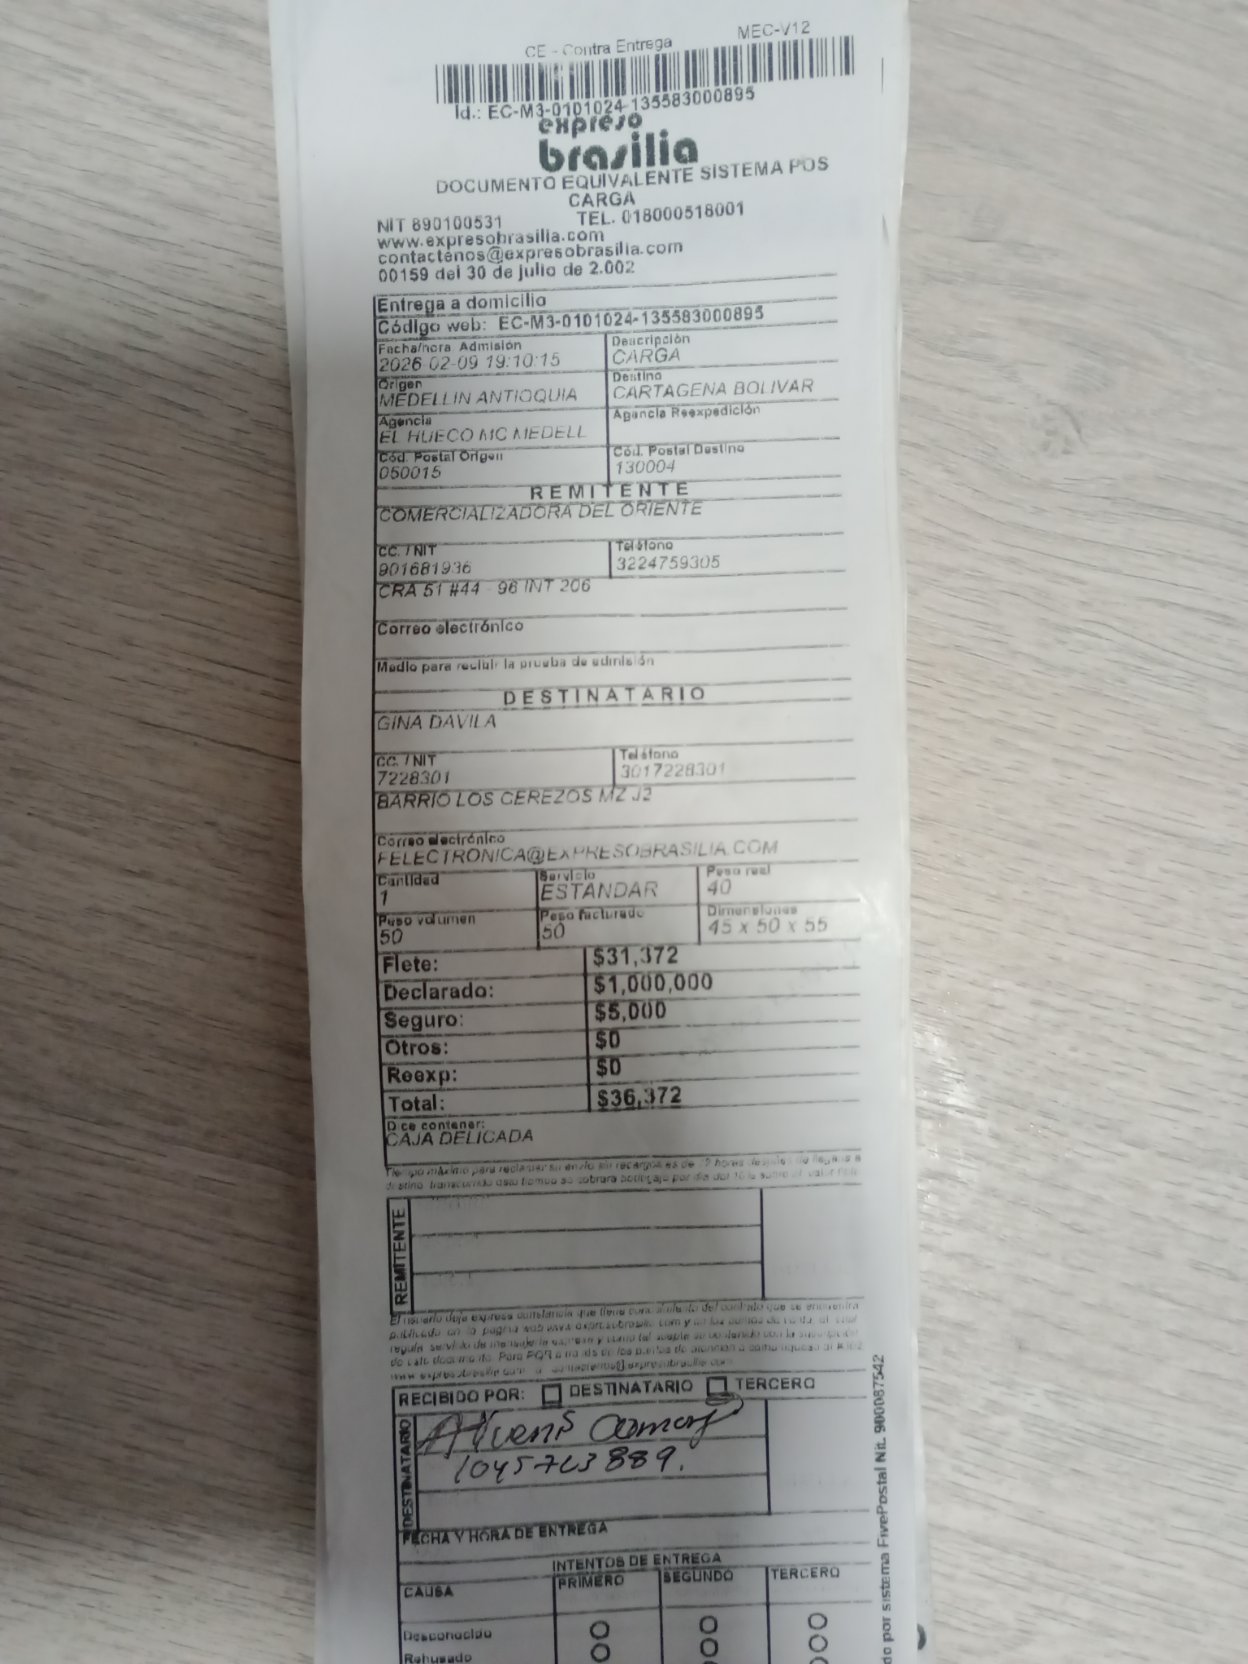 CE - Contra Entrega MEC-V12
Id.: EC-M3-0101024-135583000895
expreso
brasilia
DOCUMENTO EQUIVALENTE SISTEMA POS
CARGA
NIT 890100531 TEL. 018000518001
www.expresobrasilia.com
contactenos@expresobrasilia.com
00159 del 30 de julio de 2.002
Entrega a domicilio
Código web: EC-M3-0101024-135583000895
Fecha/hora Admisión Descripción
2026-02-09 19:10:15 CARGA
Origen Destino
MEDELLIN ANTIOQUIA CARTAGENA BOLIVAR
Agencia Agencia Reexpedición
EL HUECO MC MEDELL
Cód. Postal Origen Cód. Postal Destino
050015 130004
REMITENTE
COMERCIALIZADORA DEL ORIENTE
CC. / NIT Teléfono
901681936 3224759305
CRA 51 #44 - 96 INT 206
Correo electrónico
Medio para recibir la prueba de admisión
DESTINATARIO
GINA DAVILA
CC. / NIT Teléfono
7228301 3017228301
BARRIO LOS CEREZOS MZ J2
Correo electrónico
FELECTRONICA@EXPRESOBRASILIA.COM
Cantidad Servicio Peso real
1 ESTANDAR 40
Peso volumen Peso facturado Dimensiones
50 50 45 x 50 x 55
Flete: $31,372
Declarado: $1,000,000
Seguro: $5,000
Otros: $0
Reexp: $0
Total: $36,372
Dice contener:
CAJA DELICADA
REMITENTE
RECIBIDO POR: DESTINATARIO TERCERO
DESTINATARIO
FECHA Y HORA DE ENTREGA
INTENTOS DE ENTREGA
CAUSA PRIMERO SEGUNDO TERCERO
Desconocido
Rehusado
do por sistema FivePostal Nit. 900087542